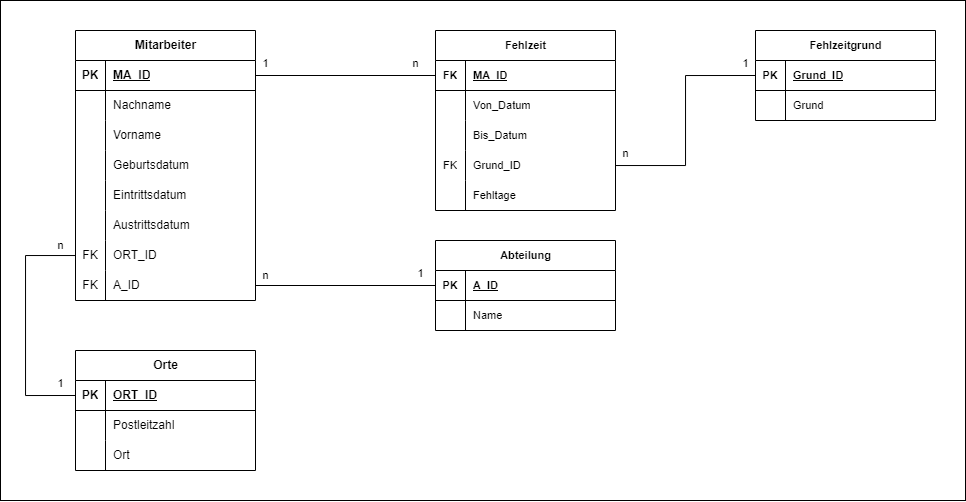 Mitarbeiter
PK MA_ID
Nachname
Vorname
Geburtsdatum
Eintrittsdatum
Austrittsdatum
FK ORT_ID
FK A_ID
1
n
Fehlzeit
FK MA_ID
Von_Datum
Bis_Datum
FK Grund_ID
Fehltage
n
1
Fehlzeitgrund
PK Grund_ID
Grund
n
1
Abteilung
PK A_ID
Name
n
1
Orte
PK ORT_ID
Postleitzahl
Ort